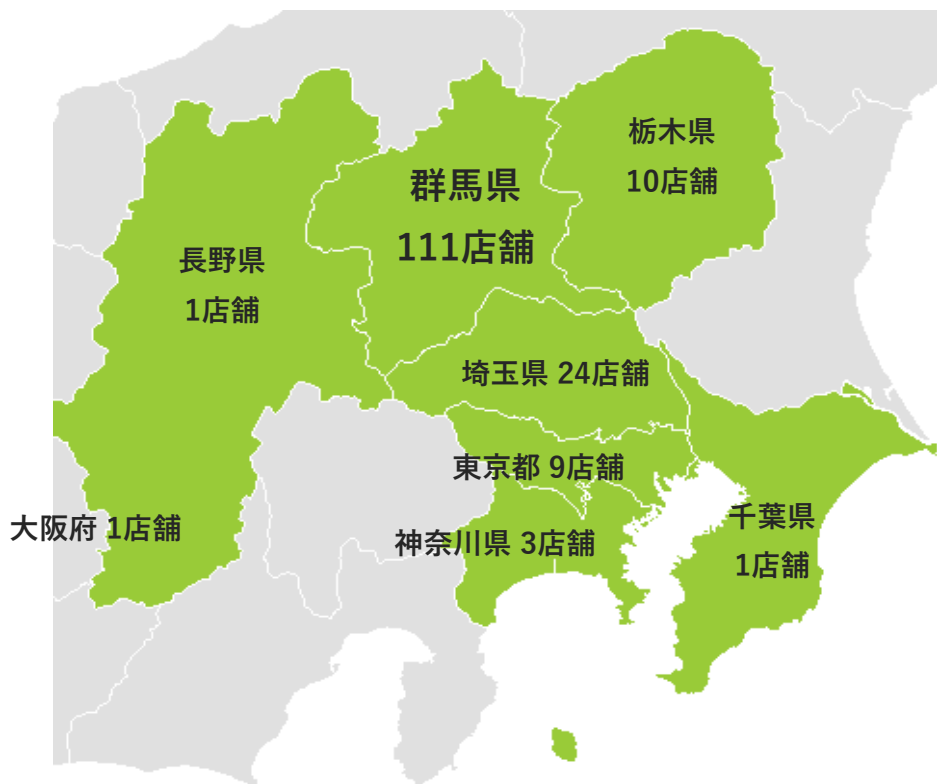 栃木県
10店舗
群馬県
111店舗
長野県
1店舗
埼玉県 24店舗
東京都 9店舗
千葉県
1店舗
大阪府 1店舗
神奈川県 3店舗